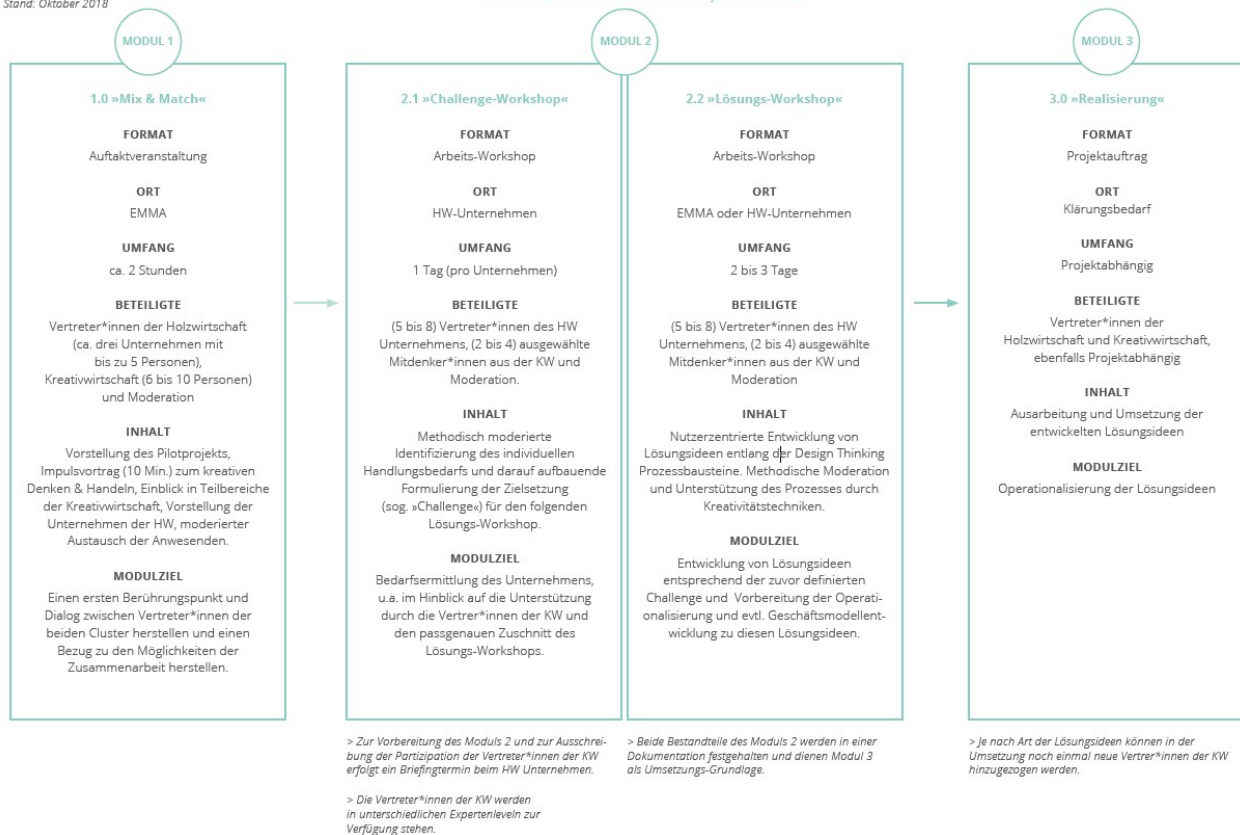 Stand: Oktober 2018
MODUL 1
1.0 »Mix & Match«
FORMAT
Auftaktveranstaltung
ORT
EMMA
UMFANG
ca. 2 Stunden
BETEILIGTE
Vertreter*innen der Holzwirtschaft
(ca. drei Unternehmen mit
bis zu 5 Personen),
Kreativwirtschaft (6 bis 10 Personen)
und Moderation
INHALT
Vorstellung des Pilotprojekts,
Impulsvortrag (10 Min.) zum kreativen
Denken & Handeln, Einblick in Teilbereiche
der Kreativwirtschaft, Vorstellung der
Unternehmen der HW, moderierter
Austausch der Anwesenden.
MODULZIEL
Einen ersten Berührungspunkt und
Dialog zwischen Vertreter*innen der
beiden Cluster herstellen und einen
Bezug zu den Möglichkeiten der
Zusammenarbeit herstellen.
MODUL 2
2.1 »Challenge-Workshop«
FORMAT
Arbeits-Workshop
ORT
HW-Unternehmen
UMFANG
1 Tag (pro Unternehmen)
BETEILIGTE
(5 bis 8) Vertreter*innen des HW
Unternehmens, (2 bis 4) ausgewählte
Mitdenker*innen aus der KW und
Moderation.
INHALT
Methodisch moderierte
Identifizierung des individuellen
Handlungsbedarfs und darauf aufbauende
Formulierung der Zielsetzung
(sog. »Challenge«) für den folgenden
Lösungs-Workshop.
MODULZIEL
Bedarfsermittlung des Unternehmens,
u.a. im Hinblick auf die Unterstützung
durch die Vertrer*innen der KW und
den passgenauen Zuschnitt des
Lösungs-Workshops.
> Zur Vorbereitung des Moduls 2 und zur Ausschrei-
bung der Partizipation der Vertreter*innen der KW
erfolgt ein Briefingtermin beim HW Unternehmen.
> Die Vertreter*innen der KW werden
in unterschiedlichen Expertenleveln zur
Verfügung stehen.
2.2 »Lösungs-Workshop«
FORMAT
Arbeits-Workshop
ORT
EMMA oder HW-Unternehmen
UMFANG
2 bis 3 Tage
BETEILIGTE
(5 bis 8) Vertreter*innen des HW
Unternehmens, (2 bis 4) ausgewählte
Mitdenker*innen aus der KW und
Moderation
INHALT
Nutzerzentrierte Entwicklung von
Lösungsideen entlang der Design Thinking
Prozessbausteine. Methodische Moderation
und Unterstützung des Prozesses durch
Kreativitätstechniken.
MODULZIEL
Entwicklung von Lösungsideen
entsprechend der zuvor definierten
Challenge und Vorbereitung der Operati-
onalisierung und evtl. Geschäftsmodellent-
wicklung zu diesen Lösungsideen.
> Beide Bestandteile des Moduls 2 werden in einer
Dokumentation festgehalten und dienen Modul 3
als Umsetzungs-Grundlage.
MODUL 3
3.0 »Realisierung«
FORMAT
Projektauftrag
ORT
Klärungsbedarf
UMFANG
Projektabhängig
BETEILIGTE
Vertreter*innen der
Holzwirtschaft und Kreativwirtschaft,
ebenfalls Projektabhängig
INHALT
Ausarbeitung und Umsetzung der
entwickelten Lösungsideen
MODULZIEL
Operationalisierung der Lösungsideen
> Je nach Art der Lösungsideen können in der
Umsetzung noch einmal neue Vertrer*innen der KW
hinzugezogen werden.